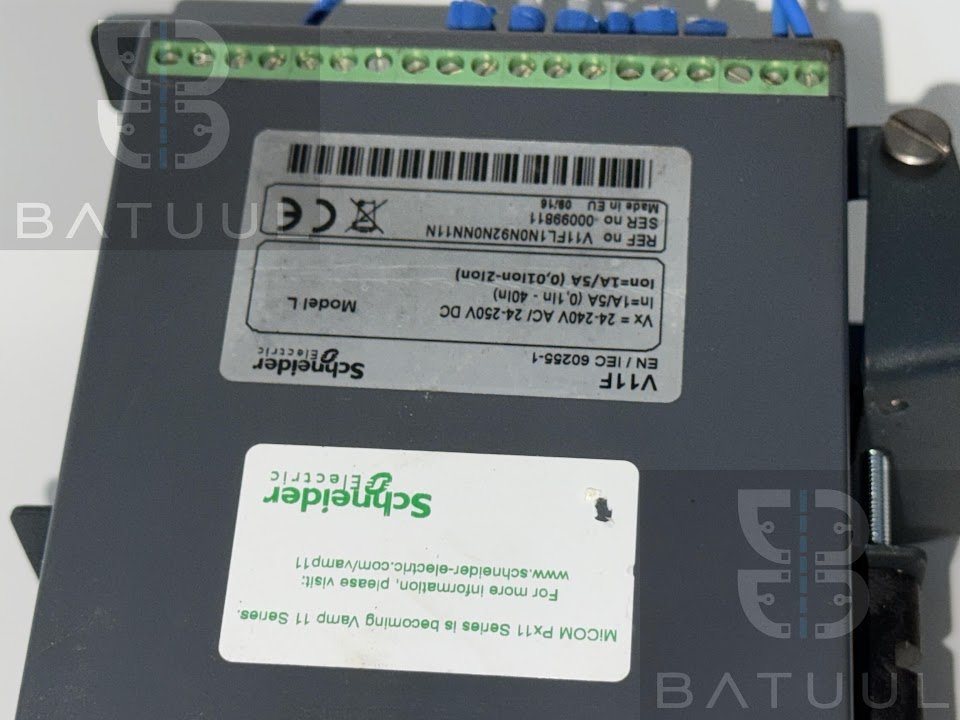 V11F
Schneider
Electric
EN / IEC 60255-1
Vx = 24-240V AC/ 24-250V DC
In=1A/5A (0,1In - 40In)
Ion=1A/5A (0,01Ion-2Ion)
Model L
REF no V11FL1N0N92N0NN11N
SER no 00099811
Made in EU 09/16
CE
MiCOM Px11 Series is becoming Vamp 11 Series.
For more information, please visit:
www.schneider-electric.com/vamp11
Schneider
Electric
BATUUL
BATUUL